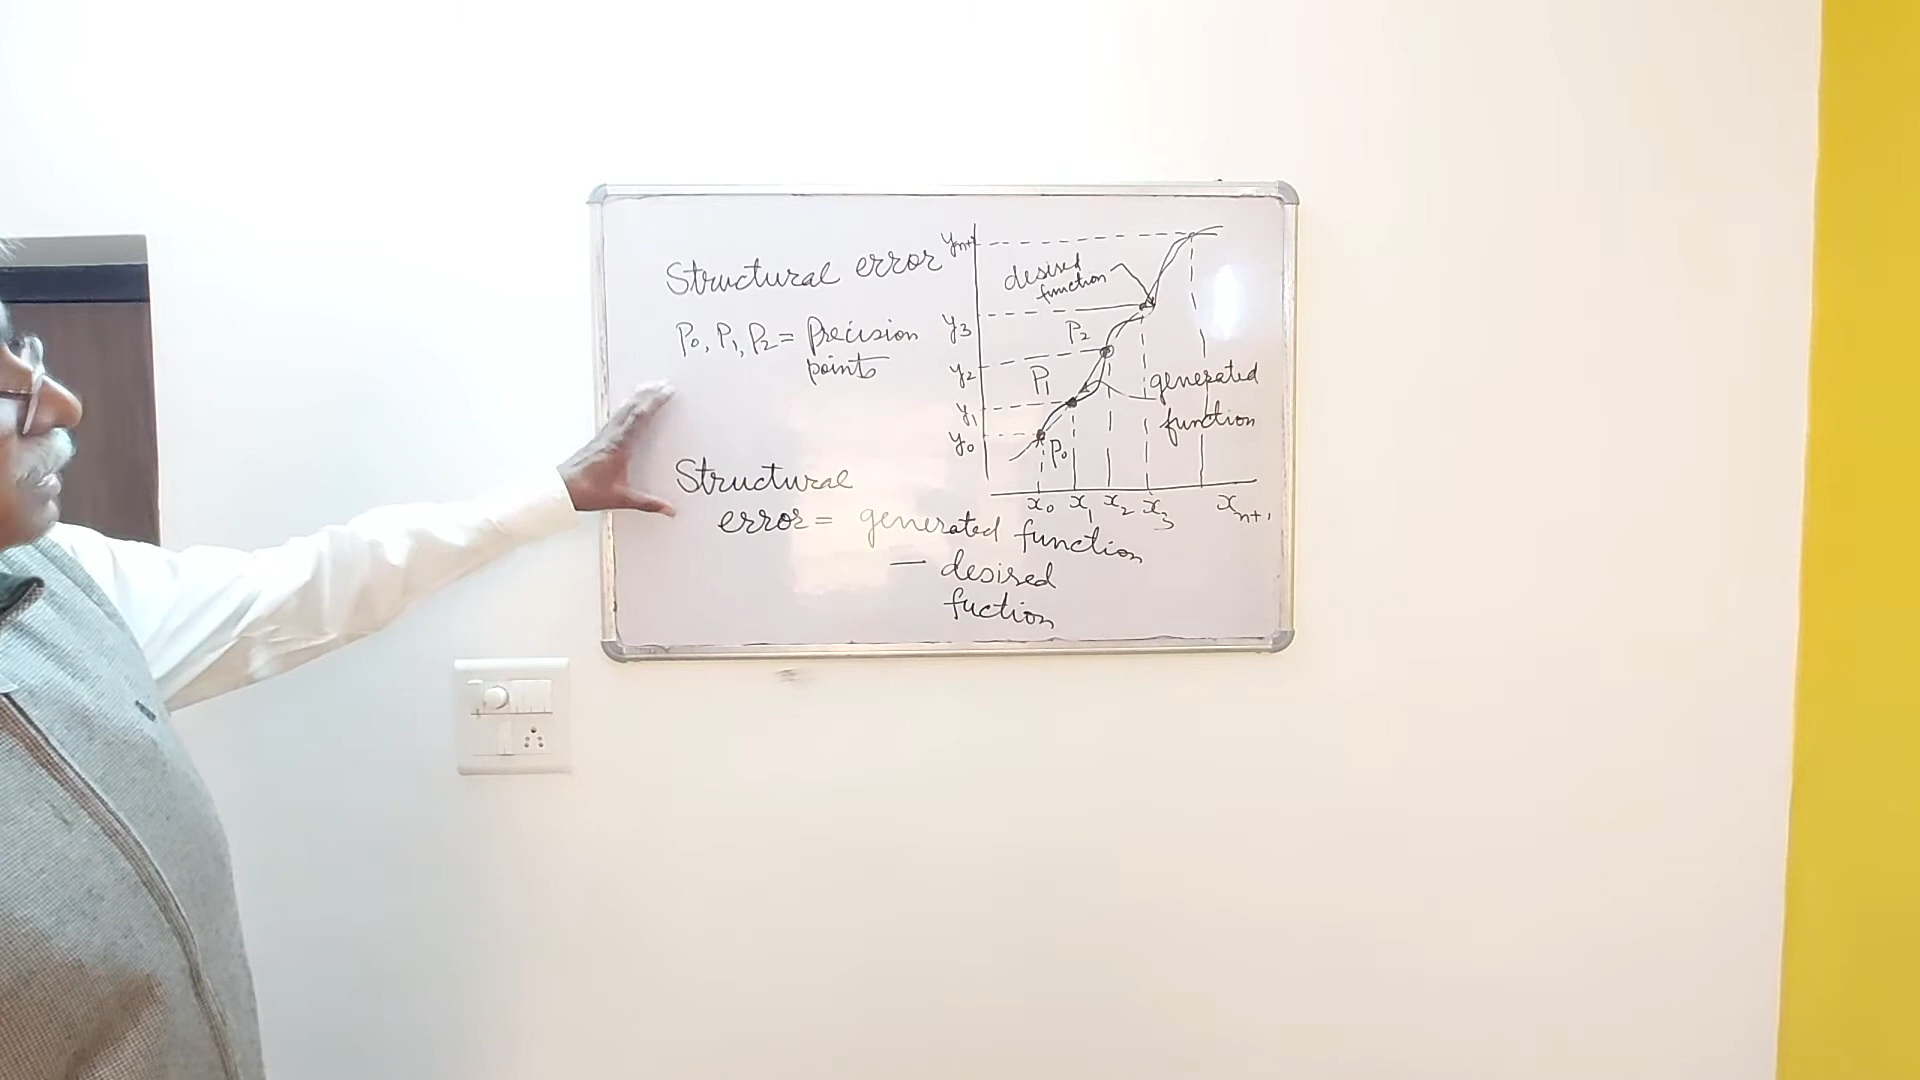 Structural error
P₀, P₁, P₂ = Precision
points
Structural
error = generated function
— desired
fuction
yₙ₊
y₃
y₂
y₁
y₀
desired
function
P₂
P₁
P₀
generated
function
x₀ x₁ x₂ x₃ xₙ₊₁